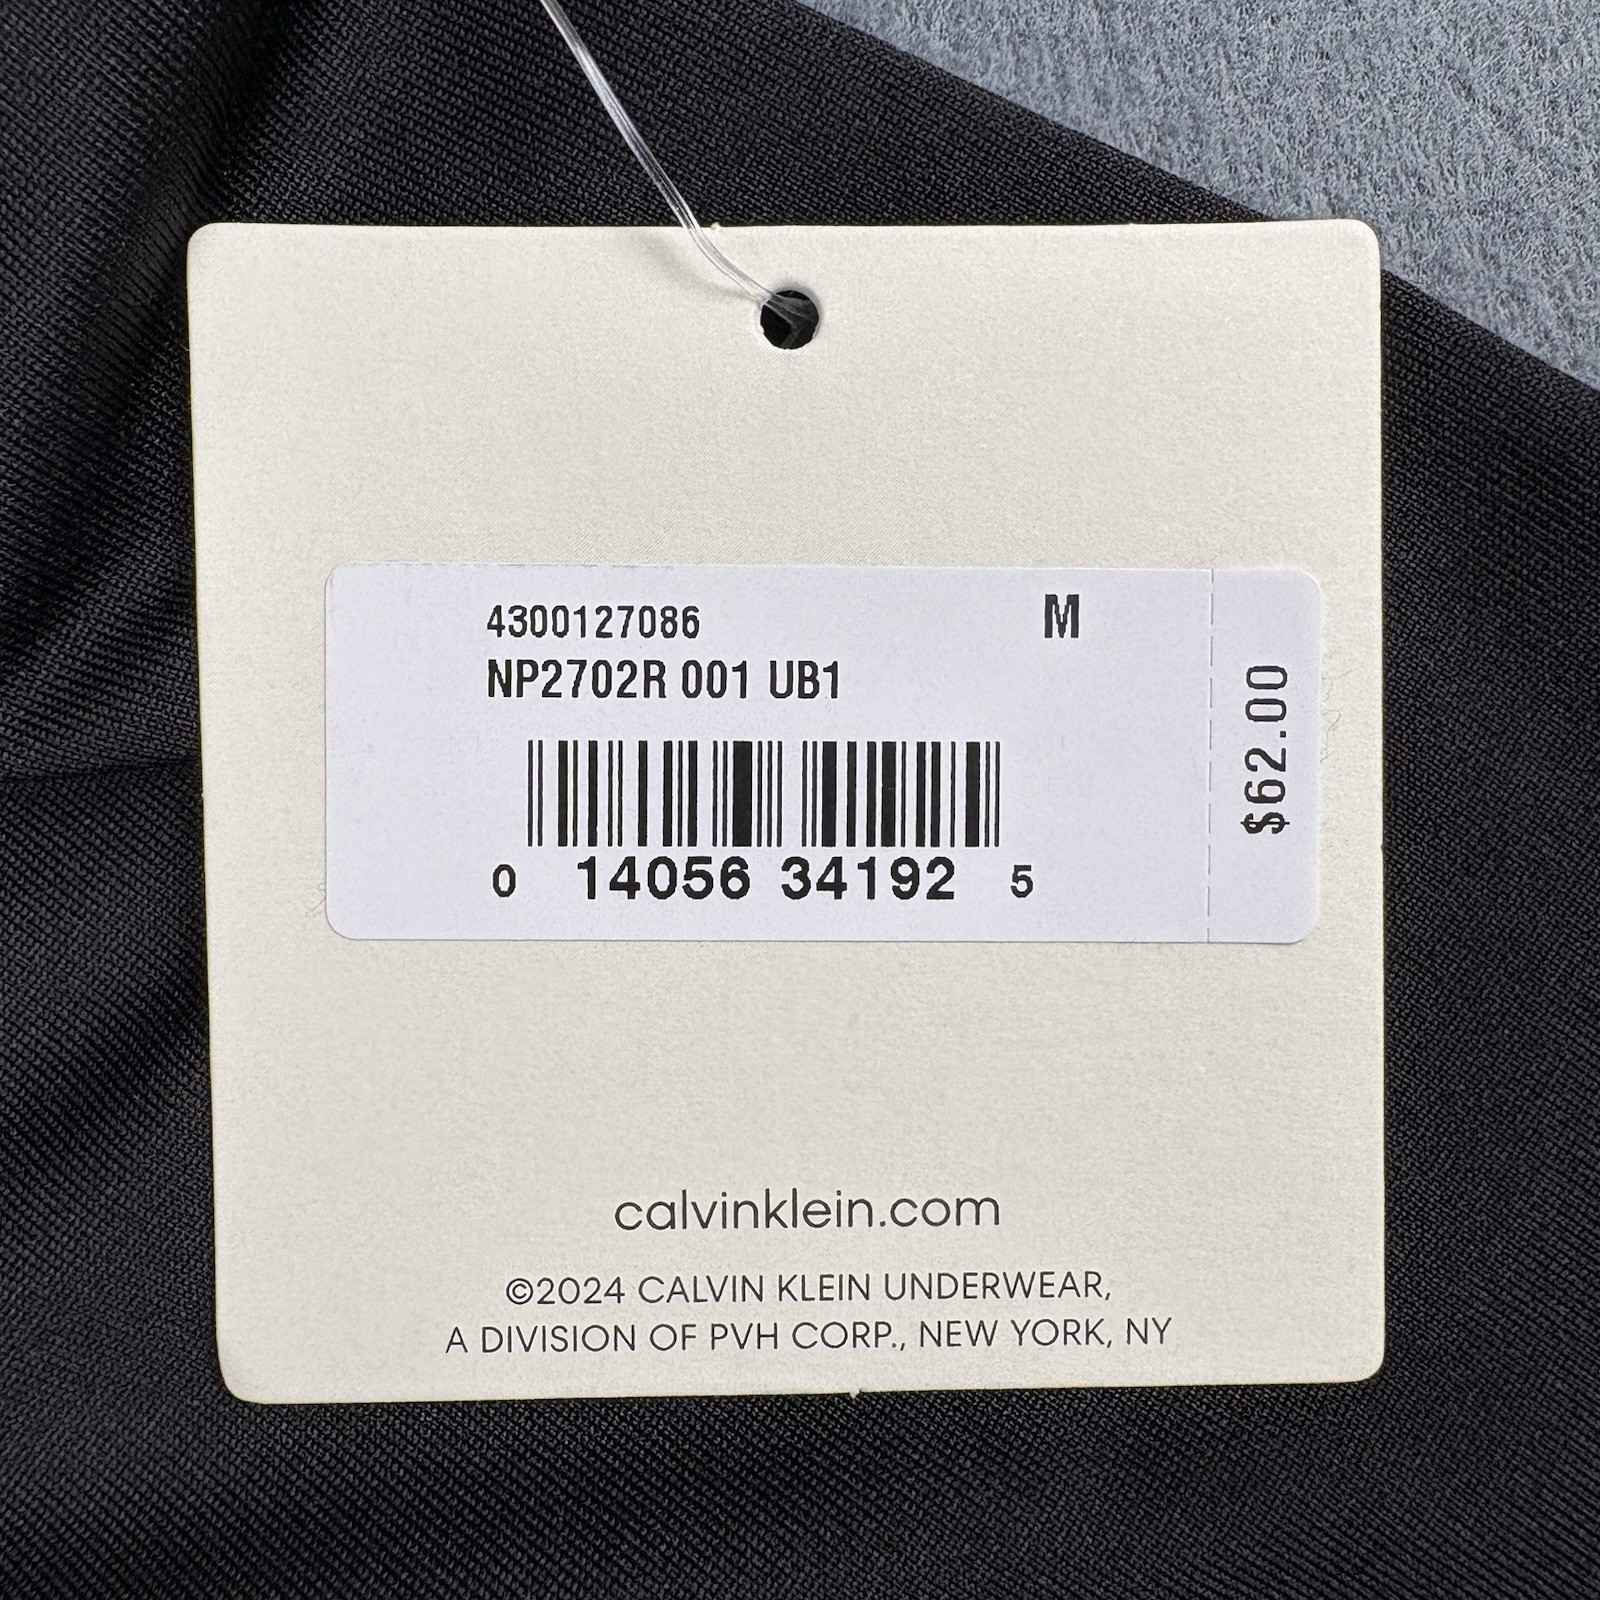 4300127086 M
NP2702R 001 UB1
$62.00
0 14056 34192 5
calvinklein.com
©2024 CALVIN KLEIN UNDERWEAR,
A DIVISION OF PVH CORP., NEW YORK, NY